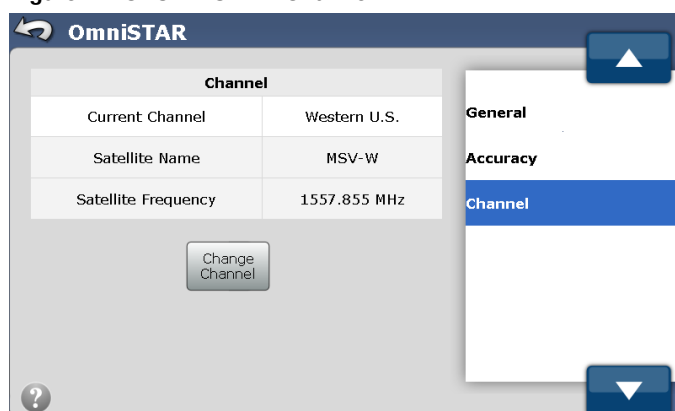 OmniSTAR
Channel
Current Channel Western U.S.
Satellite Name MSV-W
Satellite Frequency 1557.855 MHz
Change
Channel
General
Accuracy
Channel
?